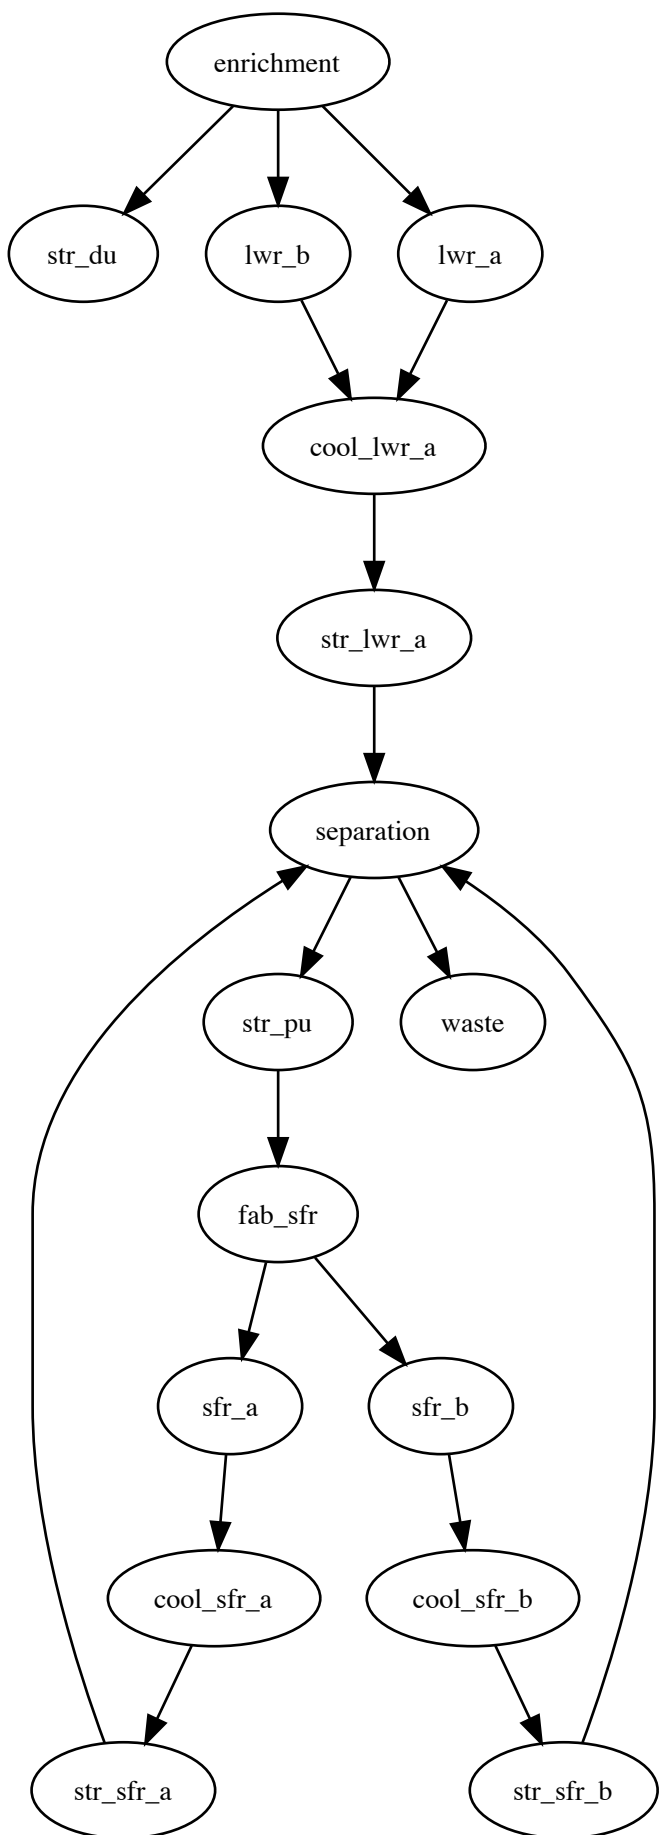 enrichment
str_du
lwr_b
lwr_a
cool_lwr_a
str_lwr_a
separation
str_pu
waste
fab_sfr
sfr_a
sfr_b
cool_sfr_a
cool_sfr_b
str_sfr_a
str_sfr_b